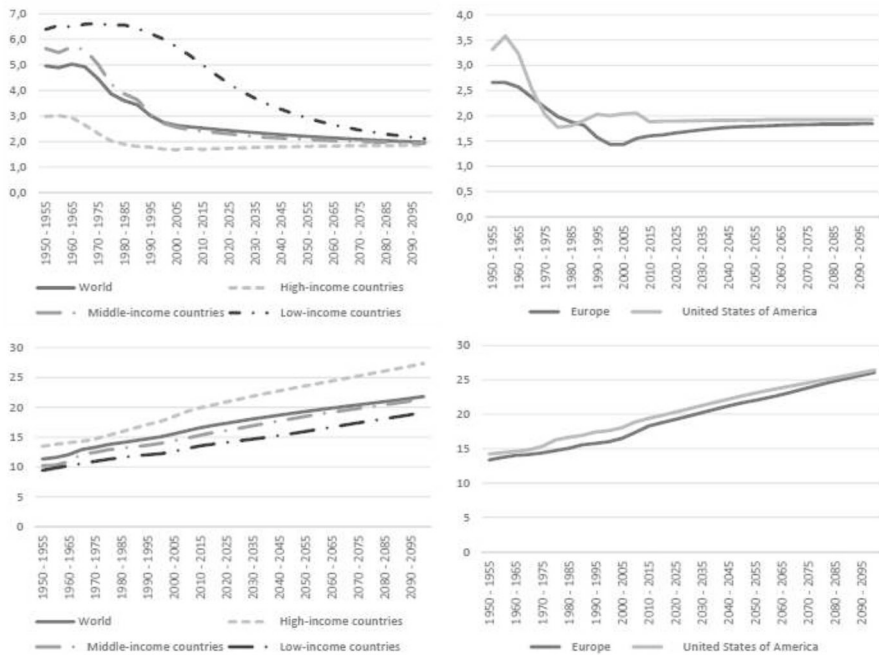 7,0
6,0
5,0
4,0
3,0
2,0
1,0
0,0
1950 - 1955
1960 - 1965
1970 - 1975
1980 - 1985
1990 - 1995
2000 - 2005
2010 - 2015
2020 - 2025
2030 - 2035
2040 - 2045
2050 - 2055
2060 - 2065
2070 - 2075
2080 - 2085
2090 - 2095
World
High-income countries
Middle-income countries
Low-income countries
4,0
3,5
3,0
2,5
2,0
1,5
1,0
0,5
0,0
1950 - 1955
1960 - 1965
1970 - 1975
1980 - 1985
1990 - 1995
2000 - 2005
2010 - 2015
2020 - 2025
2030 - 2035
2040 - 2045
2050 - 2055
2060 - 2065
2070 - 2075
2080 - 2085
2090 - 2095
Europe
United States of America
30
25
20
15
10
5
0
1950 - 1955
1960 - 1965
1970 - 1975
1980 - 1985
1990 - 1995
2000 - 2005
2010 - 2015
2020 - 2025
2030 - 2035
2040 - 2045
2050 - 2055
2060 - 2065
2070 - 2075
2080 - 2085
2090 - 2095
World
High-income countries
Middle-income countries
Low-income countries
30
25
20
15
10
5
0
1950 - 1955
1960 - 1965
1970 - 1975
1980 - 1985
1990 - 1995
2000 - 2005
2010 - 2015
2020 - 2025
2030 - 2035
2040 - 2045
2050 - 2055
2060 - 2065
2070 - 2075
2080 - 2085
2090 - 2095
Europe
United States of America